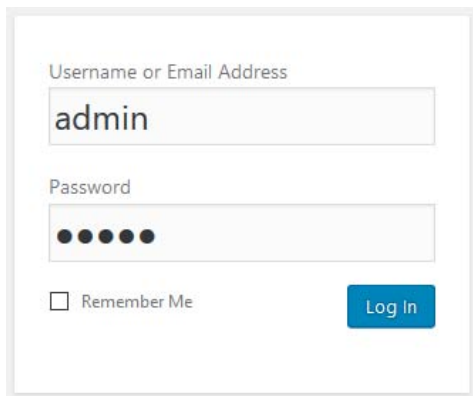 Username or Email Address
admin
Password
●●●●●
Remember Me
Log In